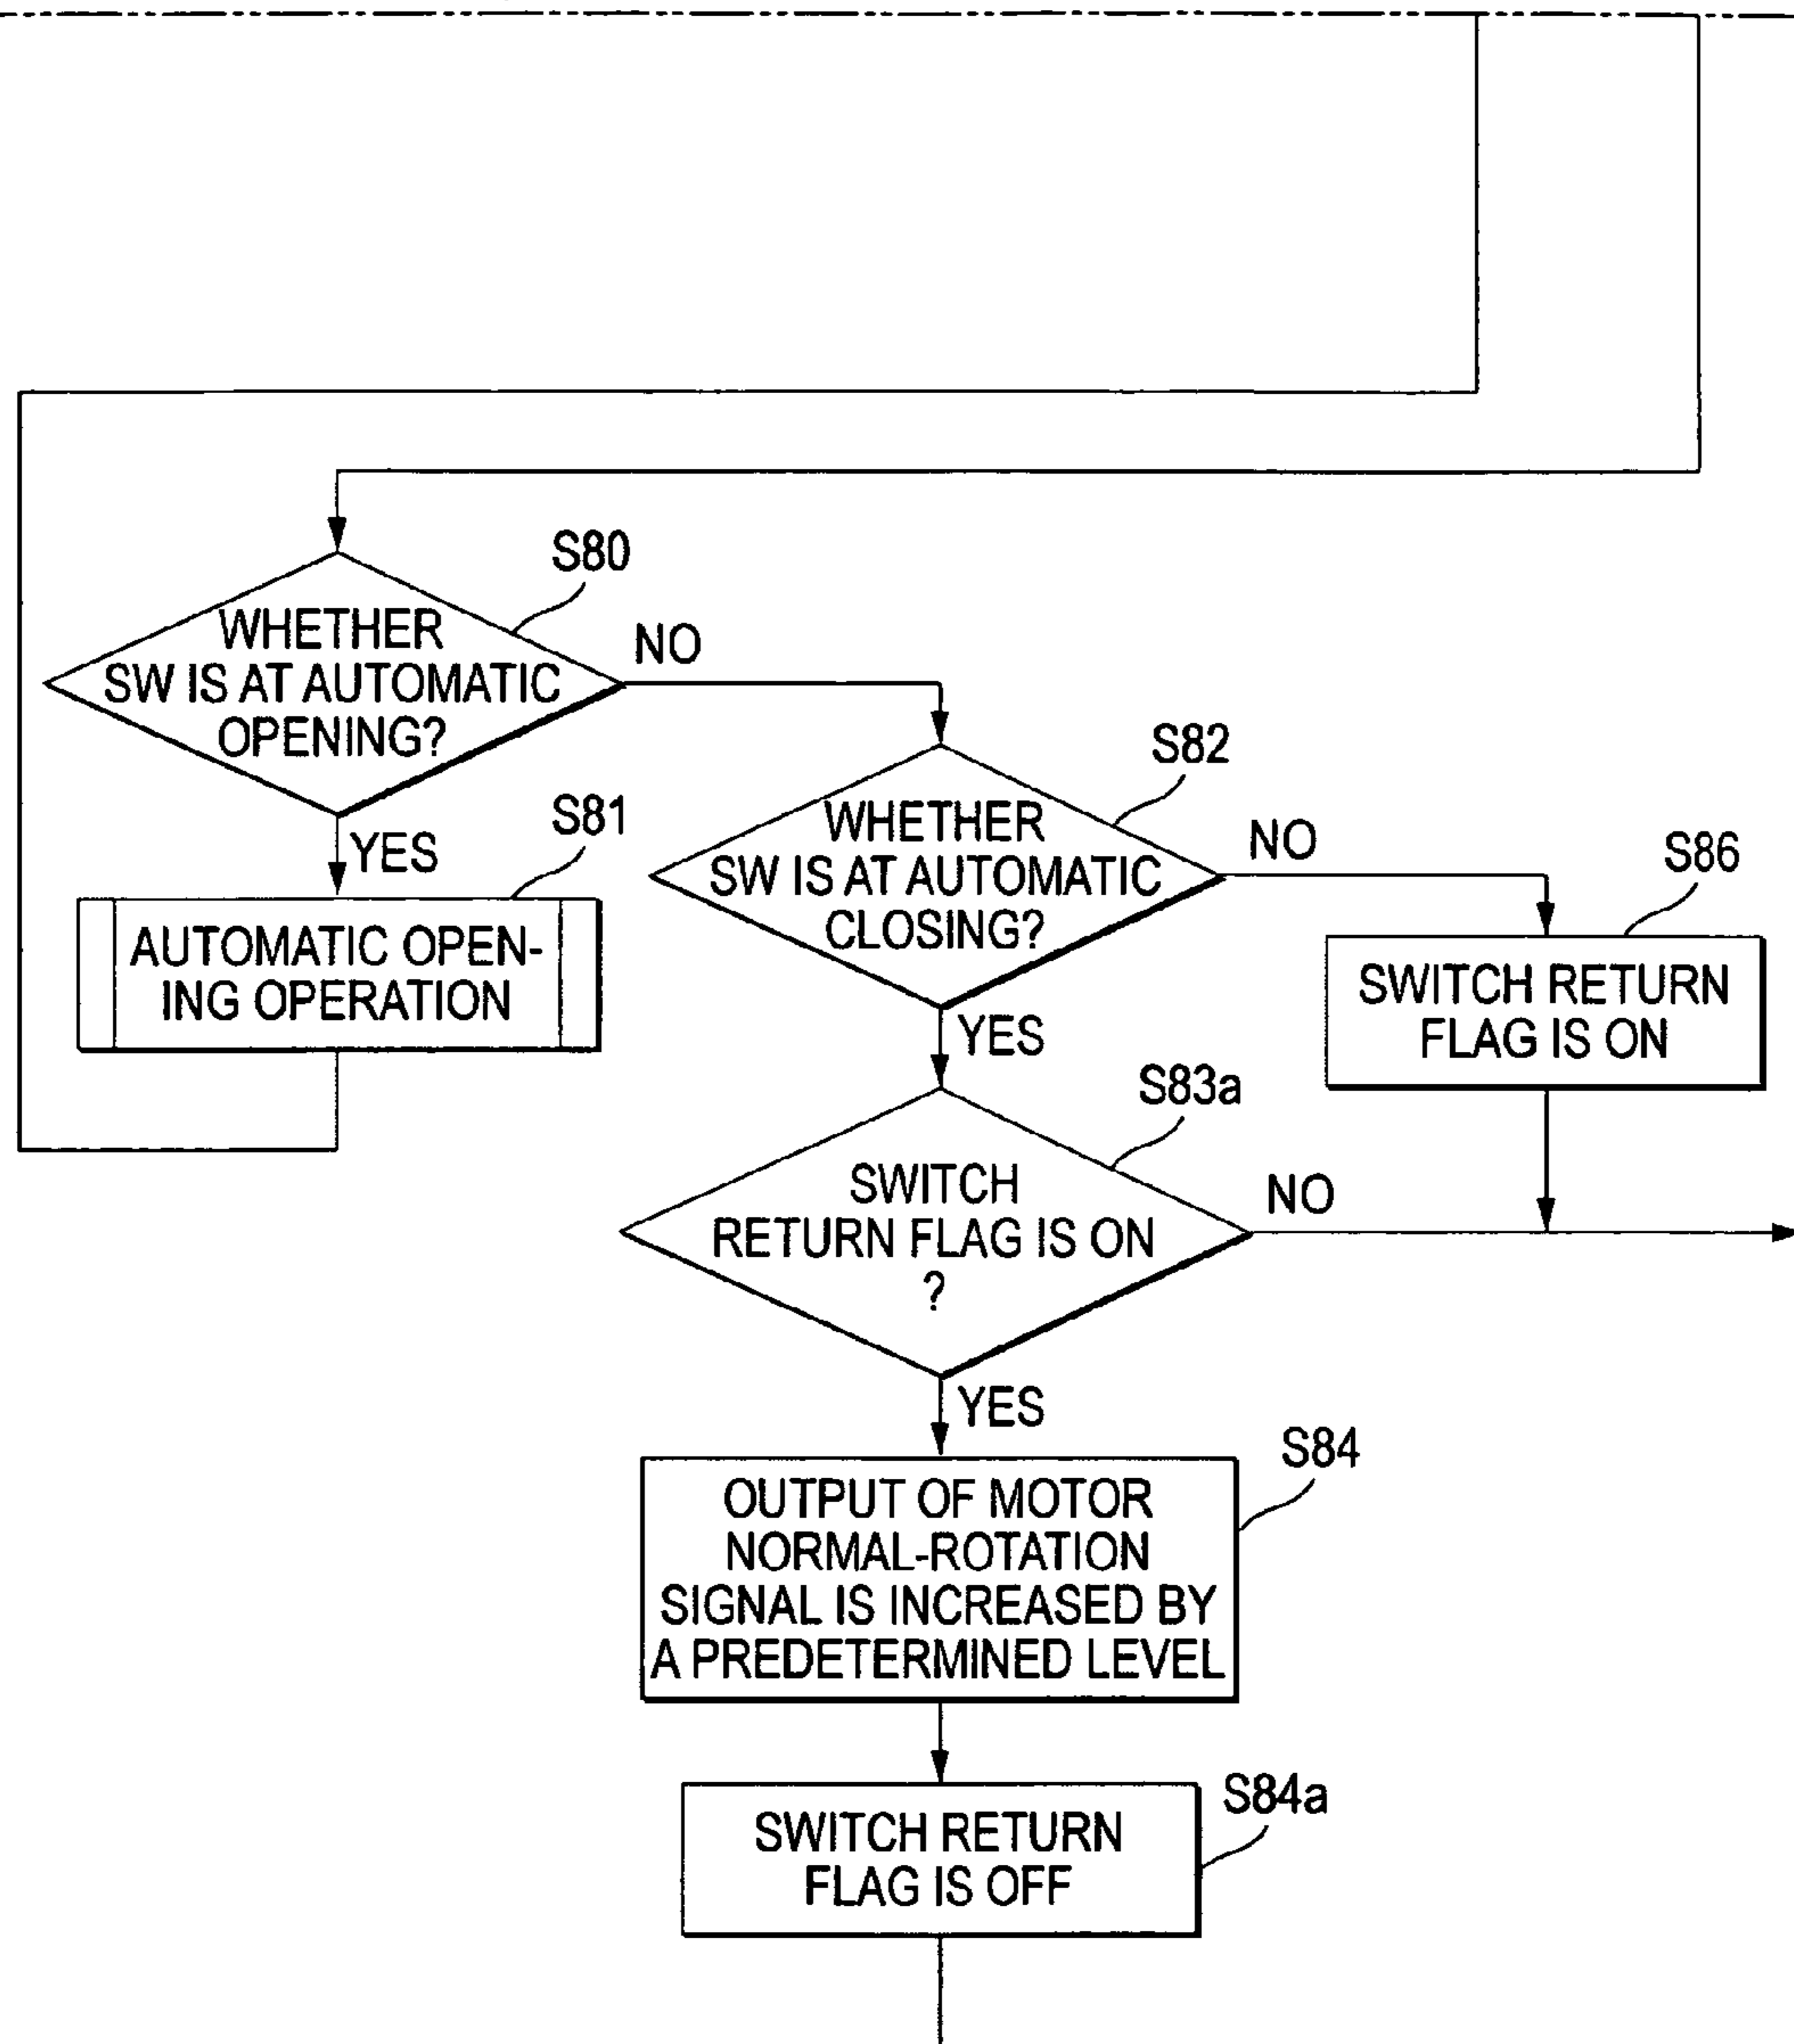 S80
WHETHER
SW IS AT AUTOMATIC
OPENING?
NO
YES
S81
AUTOMATIC OPEN-
ING OPERATION
S82
WHETHER
SW IS AT AUTOMATIC
CLOSING?
NO
YES
S86
SWITCH RETURN
FLAG IS ON
S83a
SWITCH
RETURN FLAG IS ON
?
NO
YES
S84
OUTPUT OF MOTOR
NORMAL-ROTATION
SIGNAL IS INCREASED BY
A PREDETERMINED LEVEL
S84a
SWITCH RETURN
FLAG IS OFF